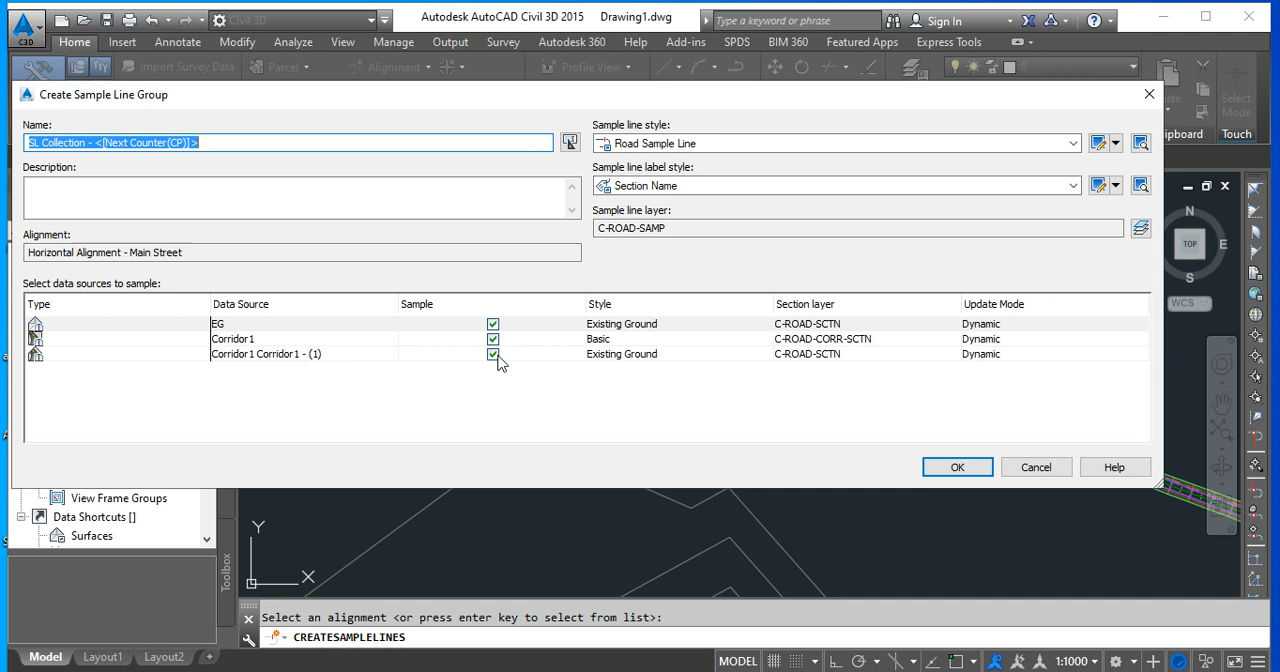 Civil 3D
Autodesk AutoCAD Civil 3D 2015 Drawing1.dwg
Type a keyword or phrase
Sign In
C3D
Home Insert Annotate Modify Analyze View Manage Output Survey Autodesk 360 Help Add-ins SPDS BIM 360 Featured Apps Express Tools
Import Survey Data Parcel Alignment Profile View 0
Select
Mode
Touch
Create Sample Line Group
Name:
SL Collection - <[Next Counter(CP)]>
Description:
Alignment:
Horizontal Alignment - Main Street
Sample line style:
Road Sample Line
Sample line label style:
Section Name
Sample line layer:
C-ROAD-SAMP
Select data sources to sample:
Type Data Source Sample Style Section layer Update Mode
EG Existing Ground C-ROAD-SCTN Dynamic
Corridor1 Basic C-ROAD-CORR-SCTN Dynamic
Corridor1 Corridor1 - (1) Existing Ground C-ROAD-SCTN Dynamic
OK Cancel Help
N
TOP
E
S
WCS
View Frame Groups
Data Shortcuts []
Surfaces
Toolbox
Y
X
Select an alignment <or press enter key to select from list>:
CREATESAMPLELINES
Model Layout1 Layout2 +
MODEL 1:1000